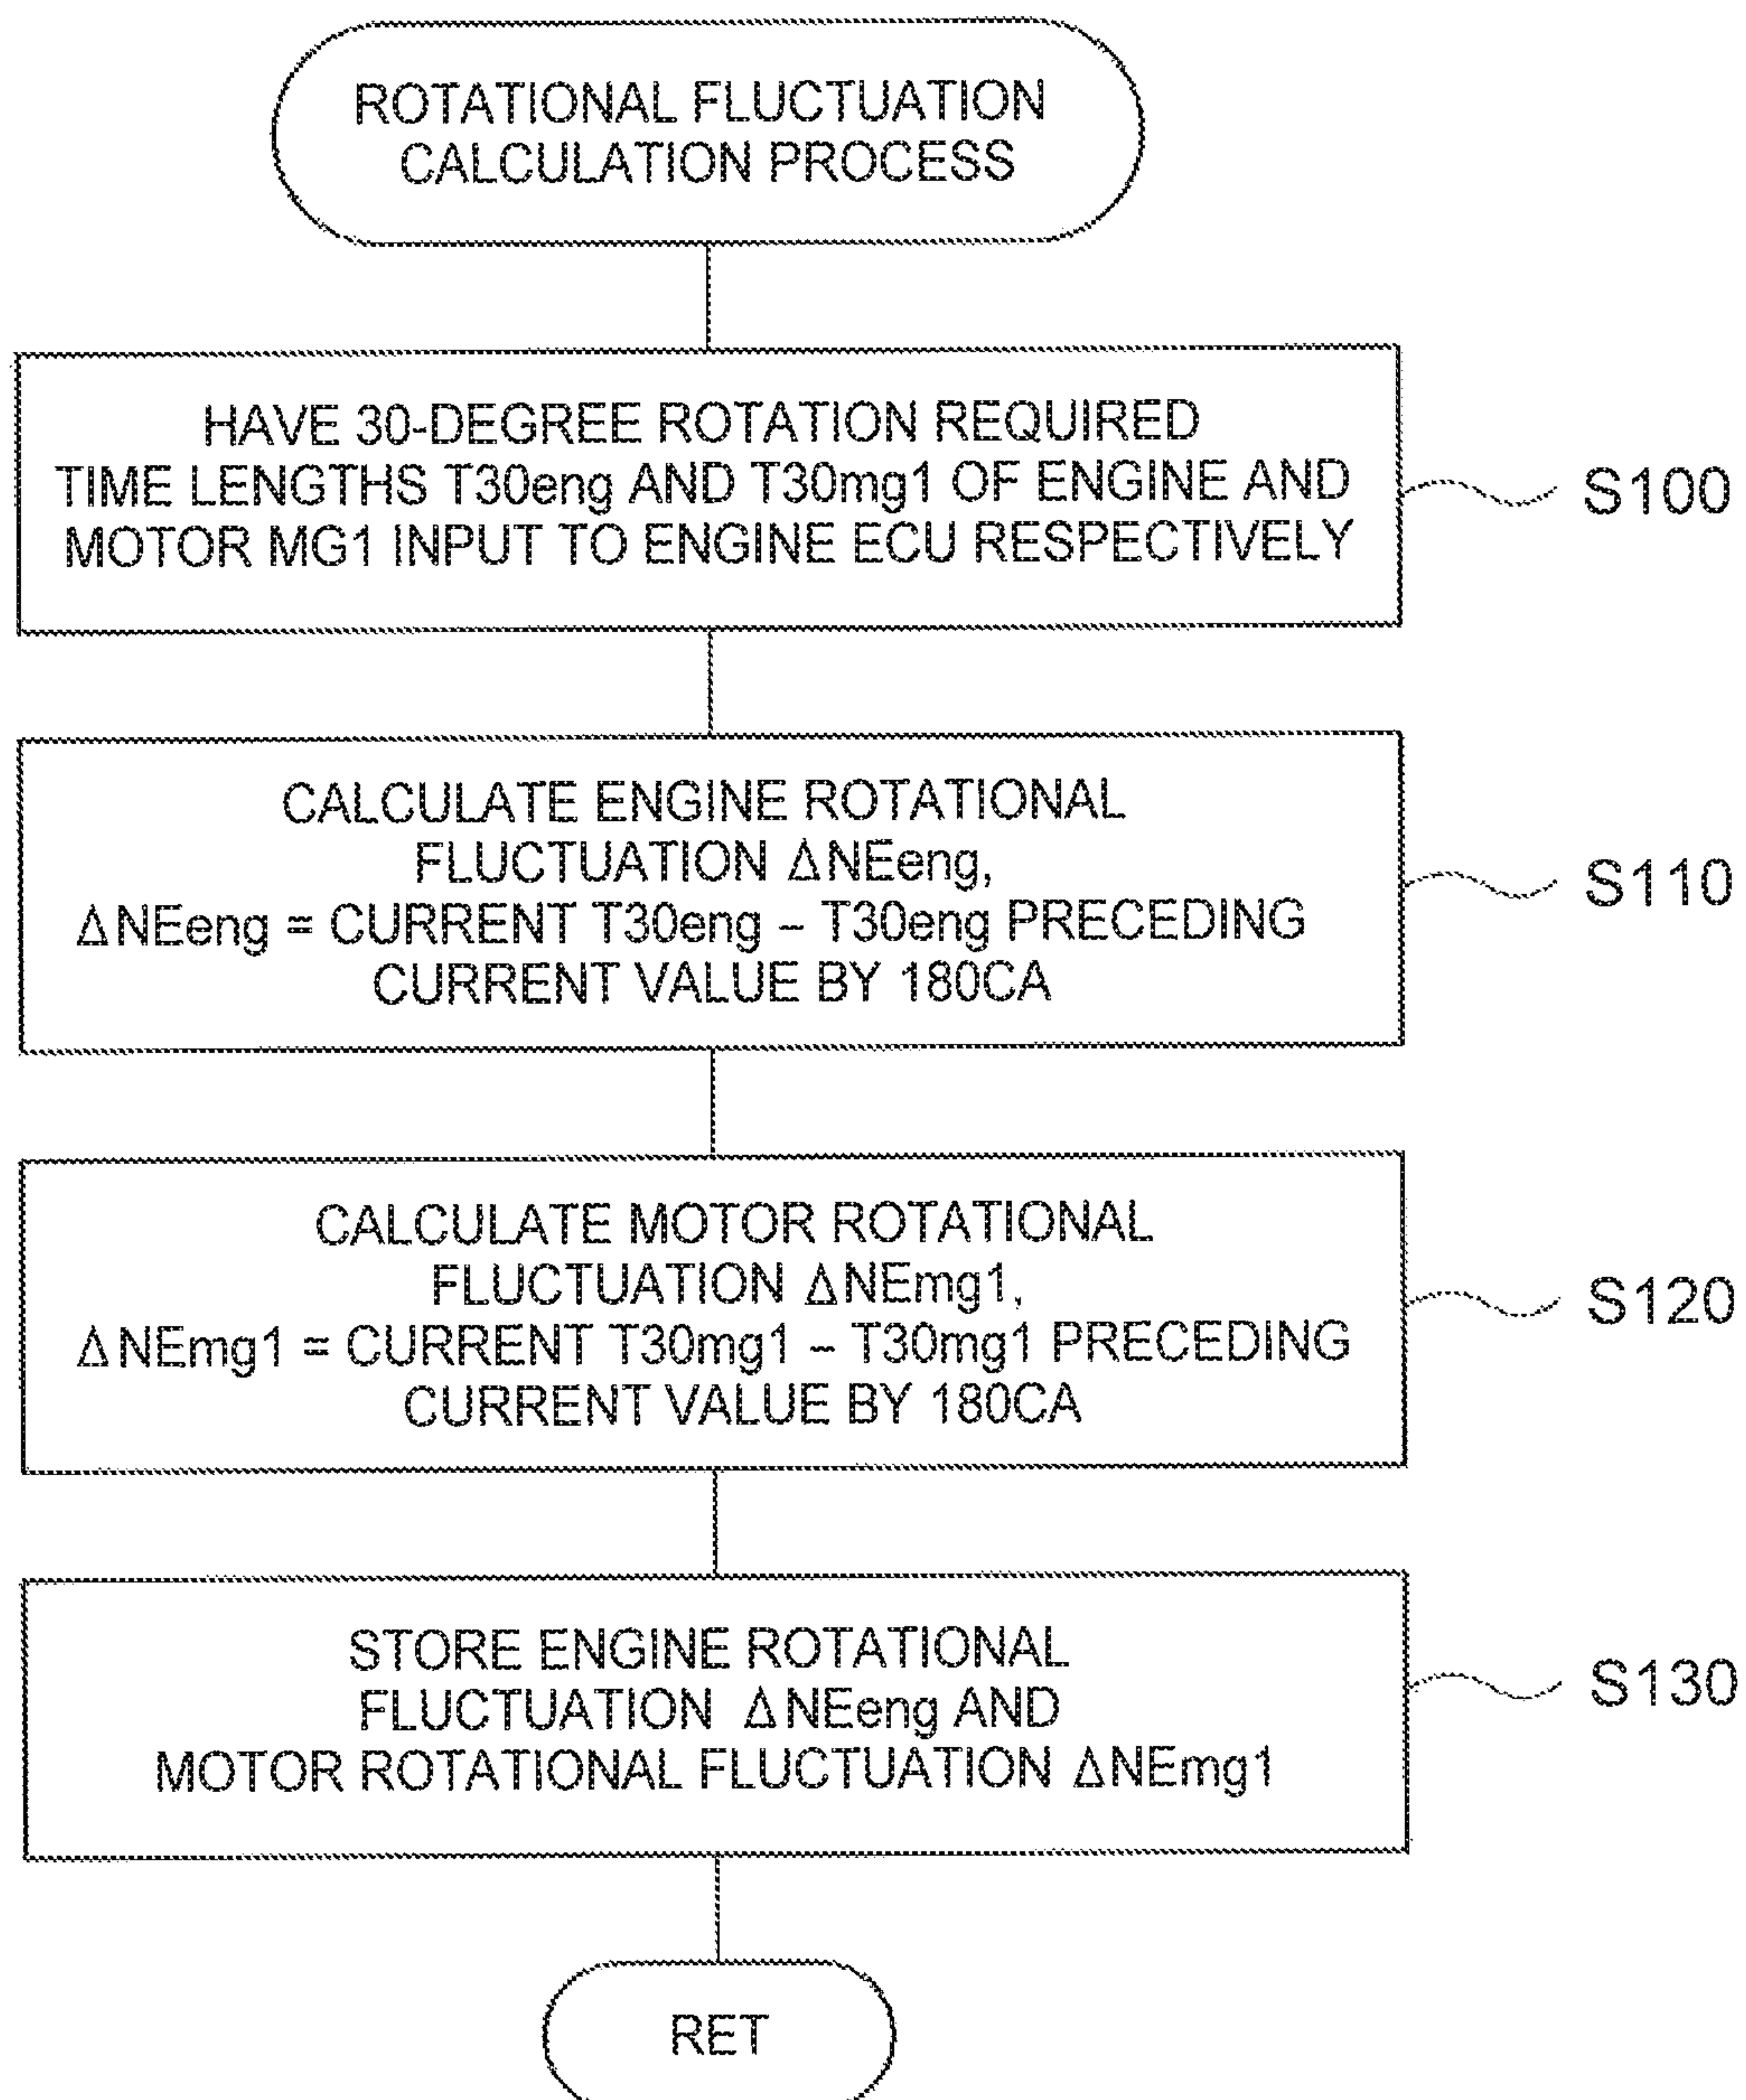 ROTATIONAL FLUCTUATION
CALCULATION PROCESS
HAVE 30-DEGREE ROTATION REQUIRED
TIME LENGTHS T30eng AND T30mg1 OF ENGINE AND
MOTOR MG1 INPUT TO ENGINE ECU RESPECTIVELY
S100
CALCULATE ENGINE ROTATIONAL
FLUCTUATION ΔNEeng,
ΔNEeng = CURRENT T30eng – T30eng PRECEDING
CURRENT VALUE BY 180CA
S110
CALCULATE MOTOR ROTATIONAL
FLUCTUATION ΔNEmg1,
ΔNEmg1 = CURRENT T30mg1 – T30mg1 PRECEDING
CURRENT VALUE BY 180CA
S120
STORE ENGINE ROTATIONAL
FLUCTUATION ΔNEeng AND
MOTOR ROTATIONAL FLUCTUATION ΔNEmg1
S130
RET